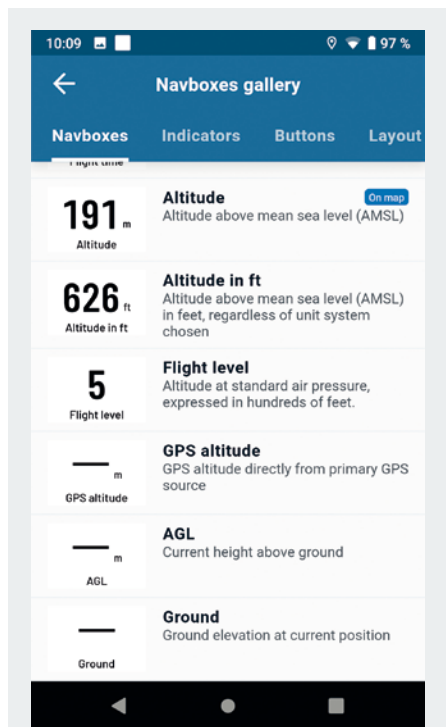 10:09 97 %
Navboxes gallery
Navboxes Indicators Buttons Layout
Flight time
191 m
Altitude
Altitude On map
Altitude above mean sea level (AMSL)
626 ft
Altitude in ft
Altitude in ft
Altitude above mean sea level (AMSL)
in feet, regardless of unit system
chosen
5
Flight level
Flight level
Altitude at standard air pressure,
expressed in hundreds of feet.
— m
GPS altitude
GPS altitude
GPS altitude directly from primary GPS
source
— m
AGL
AGL
Current height above ground
—
Ground
Ground
Ground elevation at current position